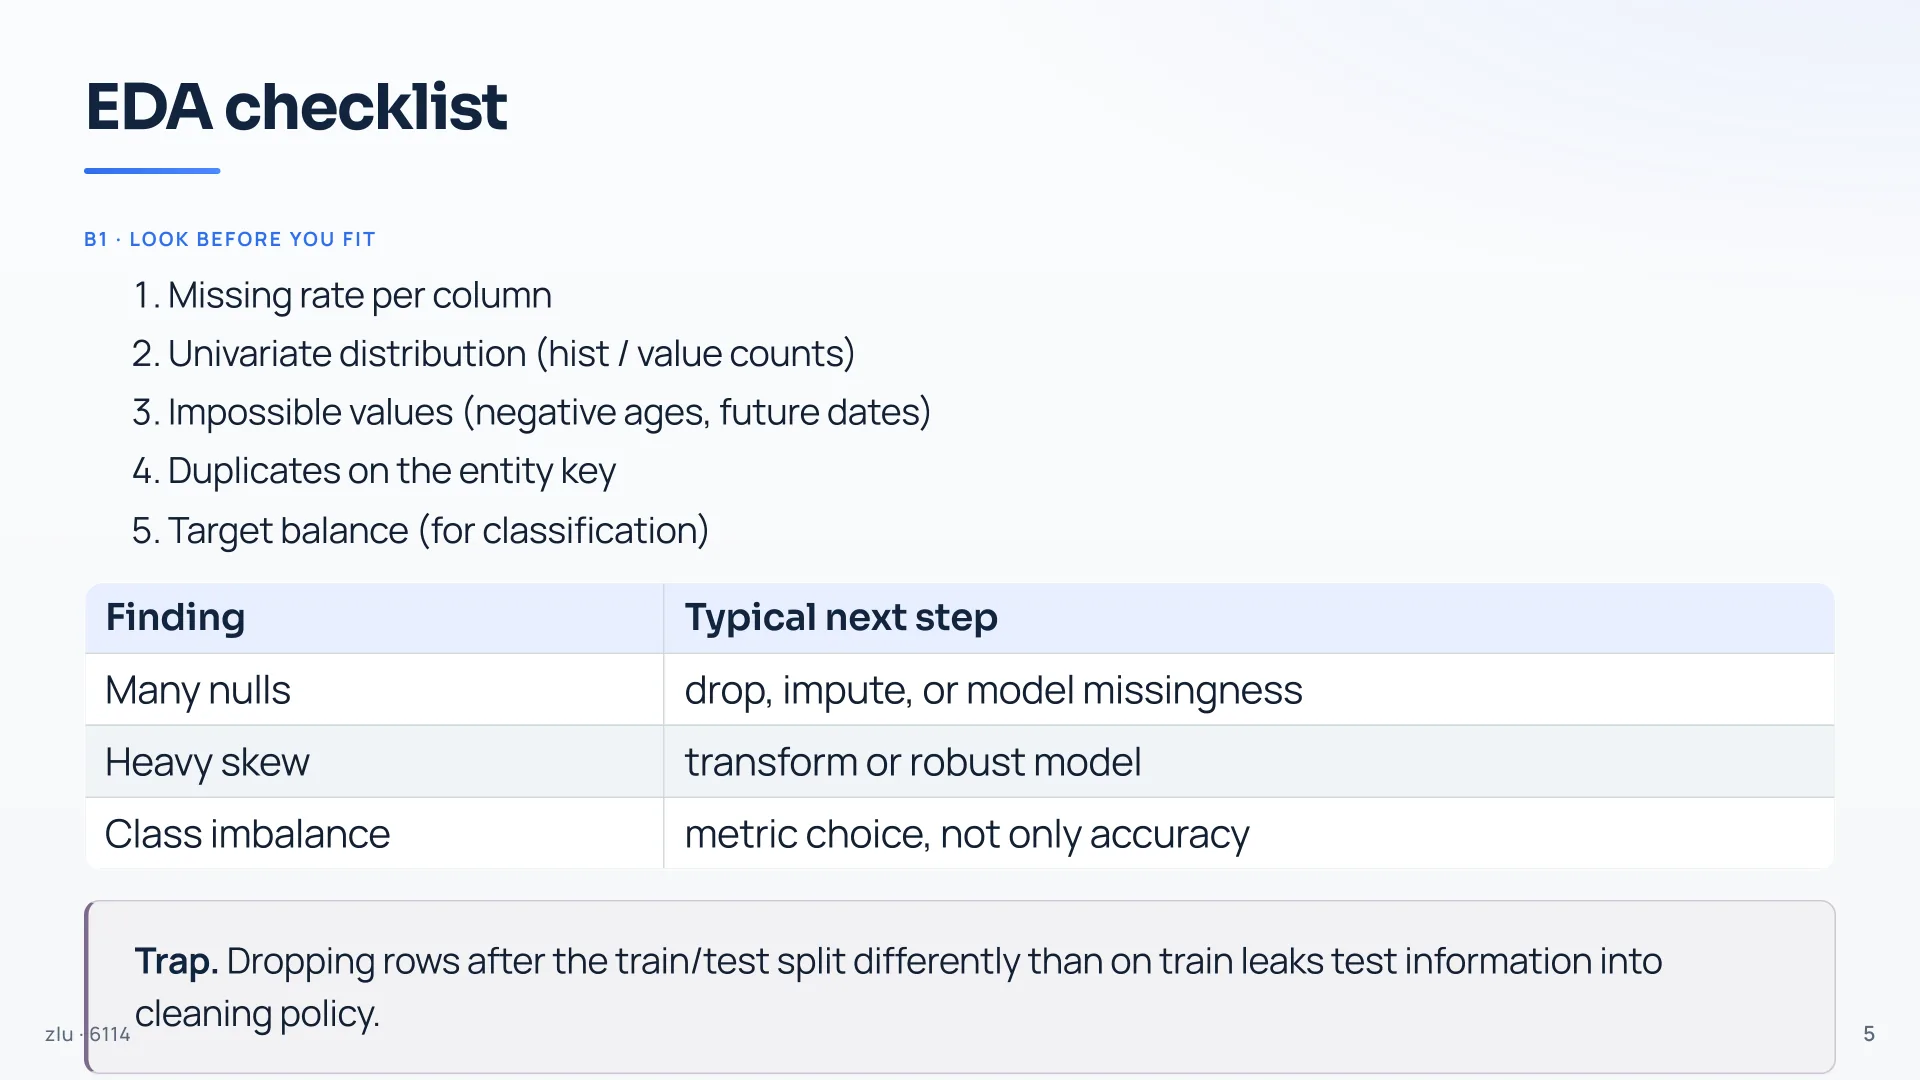 EDA checklist
B1 · LOOK BEFORE YOU FIT
1. Missing rate per column
2. Univariate distribution (hist / value counts)
3. Impossible values (negative ages, future dates)
4. Duplicates on the entity key
5. Target balance (for classification)
Finding Typical next step
Many nulls drop, impute, or model missingness
Heavy skew transform or robust model
Class imbalance metric choice, not only accuracy
Trap. Dropping rows after the train/test split differently than on train leaks test information into
cleaning policy.
zlu · 6114
5